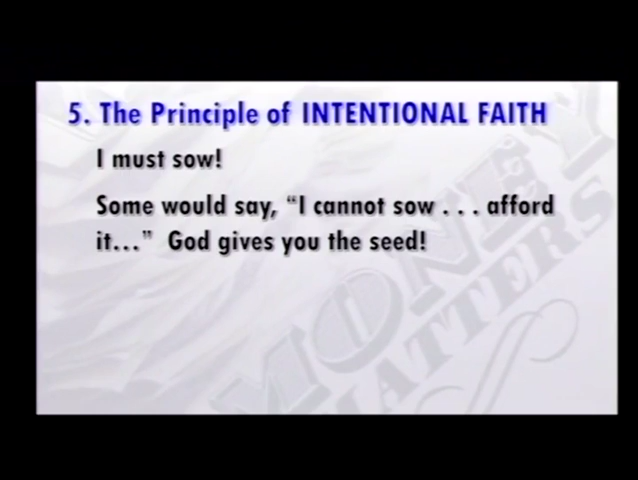 5. The Principle of INTENTIONAL FAITH
I must sow!
Some would say, “I cannot sow . . . afford
it...” God gives you the seed!
MONEY
MATTERS